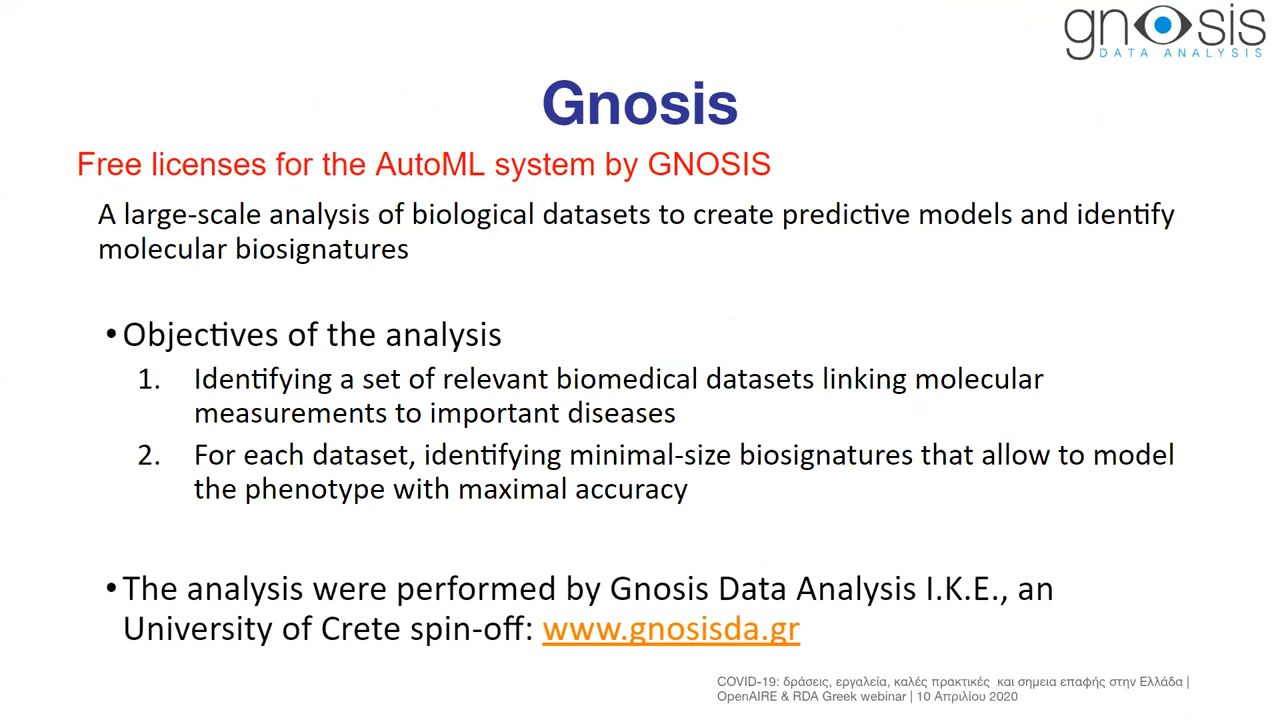 gnosis
DATA ANALYSIS
Gnosis
Free licenses for the AutoML system by GNOSIS
A large-scale analysis of biological datasets to create predictive models and identify
molecular biosignatures
•Objectives of the analysis
1. Identifying a set of relevant biomedical datasets linking molecular
measurements to important diseases
2. For each dataset, identifying minimal-size biosignatures that allow to model
the phenotype with maximal accuracy
•The analysis were performed by Gnosis Data Analysis I.K.E., an
University of Crete spin-off: www.gnosisda.gr
COVID-19: δράσεις, εργαλεία, καλές πρακτικές και σημεια επαφής στην Ελλάδα |
OpenAIRE & RDA Greek webinar | 10 Απριλίου 2020